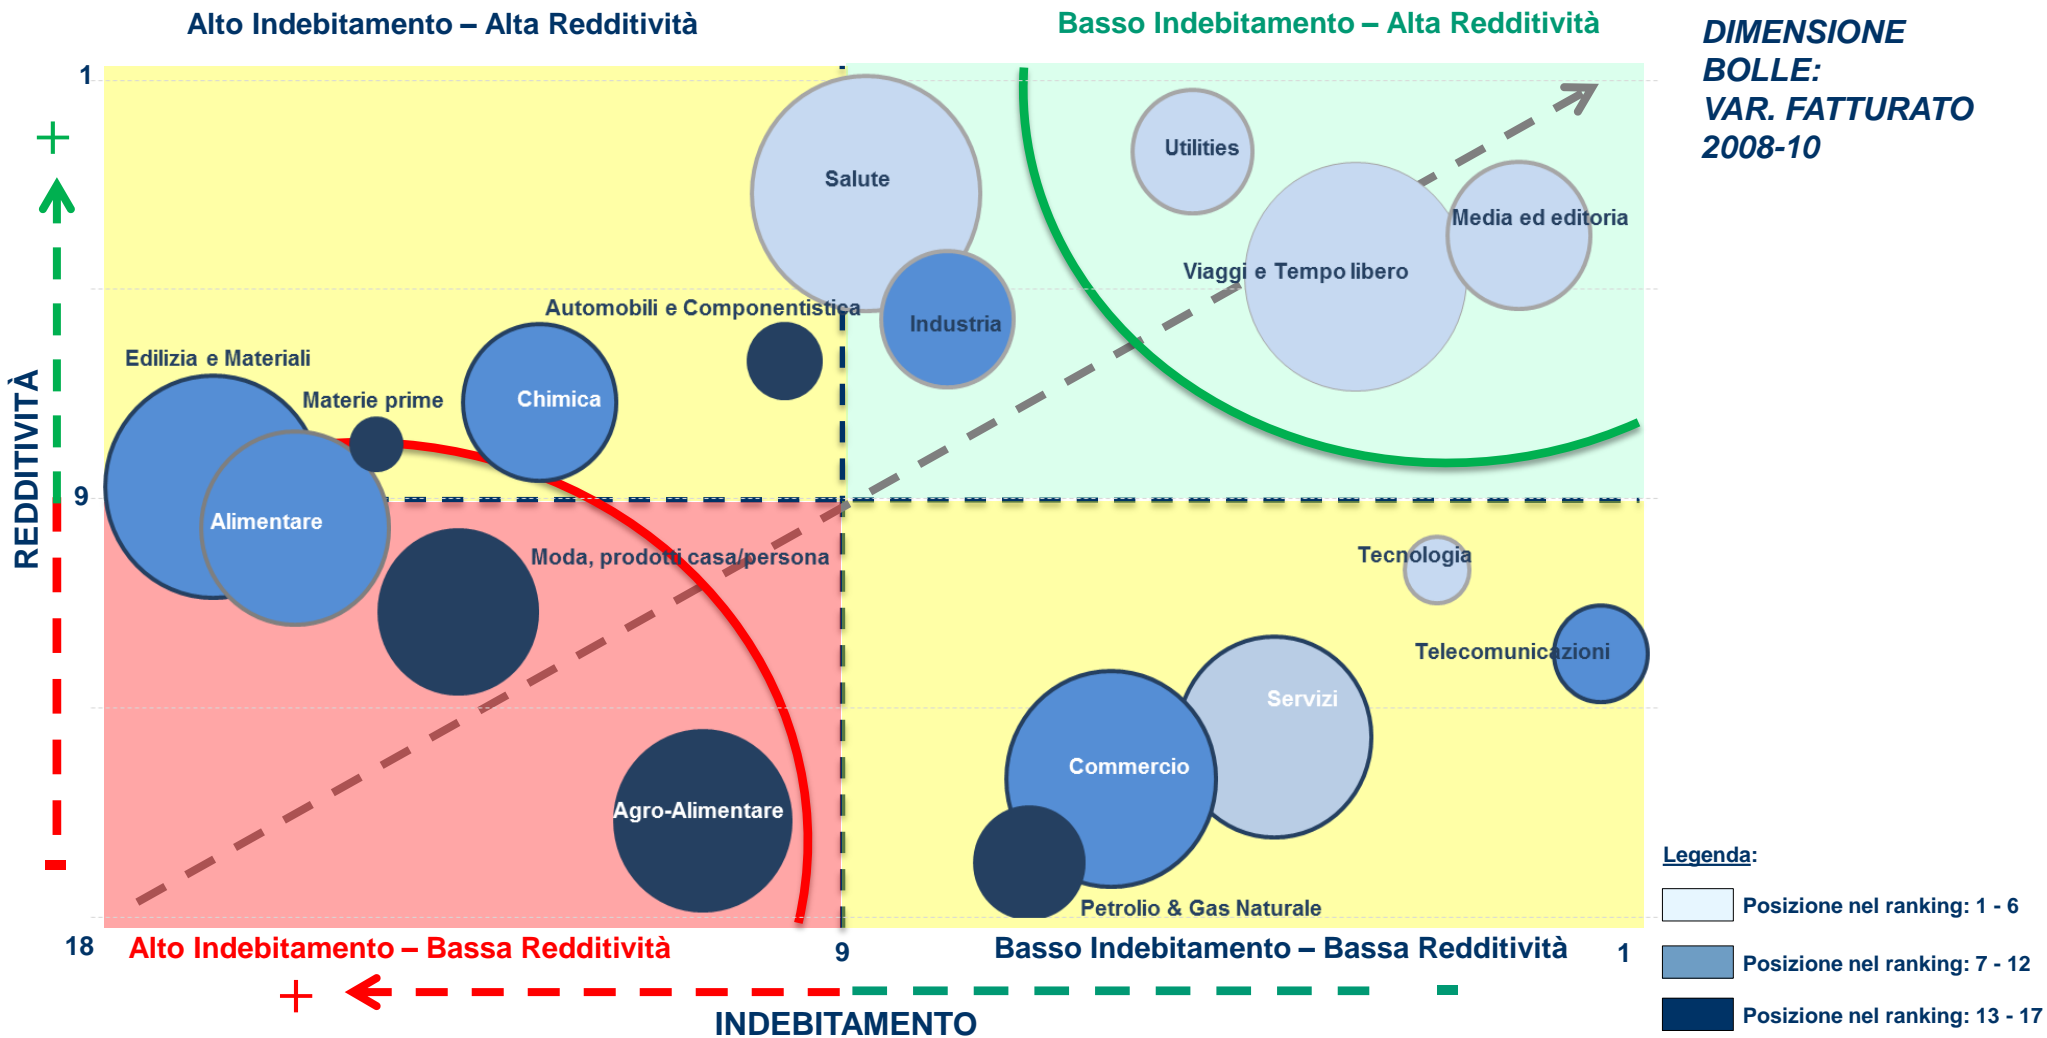 Alto Indebitamento – Alta Redditività
Basso Indebitamento – Alta Redditività
DIMENSIONE
BOLLE:
VAR. FATTURATO
2008-10
1
+
Utilities
Salute
Media ed editoria
Viaggi e Tempo libero
Automobili e Componentistica
Industria
Edilizia e Materiali
Materie prime
Chimica
REDDITIVITÀ
9
Alimentare
Moda, prodotti casa/persona
Tecnologia
Telecomunicazioni
Servizi
Commercio
Agro-Alimentare
-
Petrolio & Gas Naturale
Legenda:
Posizione nel ranking: 1 - 6
Posizione nel ranking: 7 - 12
Posizione nel ranking: 13 - 17
18
Alto Indebitamento – Bassa Redditività
9
Basso Indebitamento – Bassa Redditività
1
+
-
INDEBITAMENTO